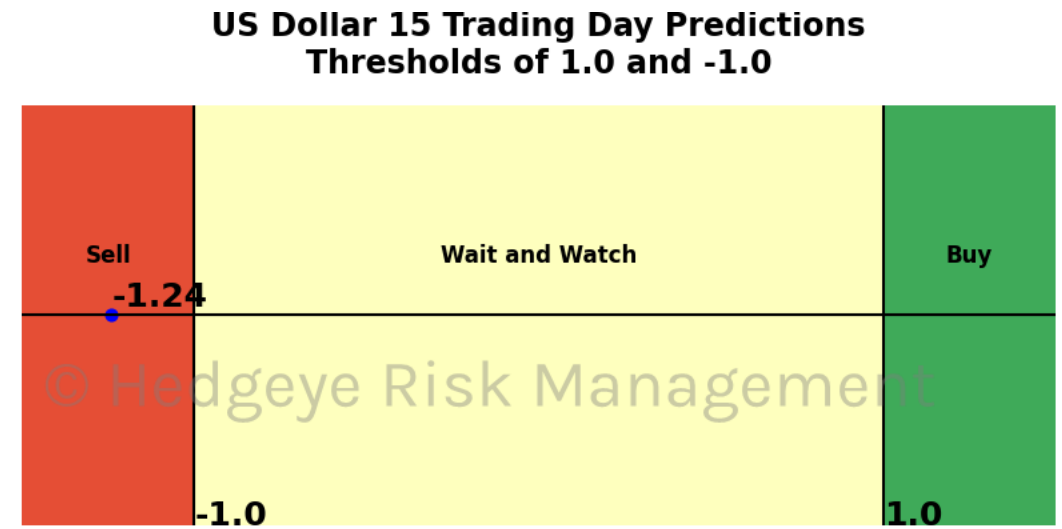 US Dollar 15 Trading Day Predictions
Thresholds of 1.0 and -1.0
Sell
Wait and Watch
Buy
-1.24
© Hedgeye Risk Management
-1.0
1.0